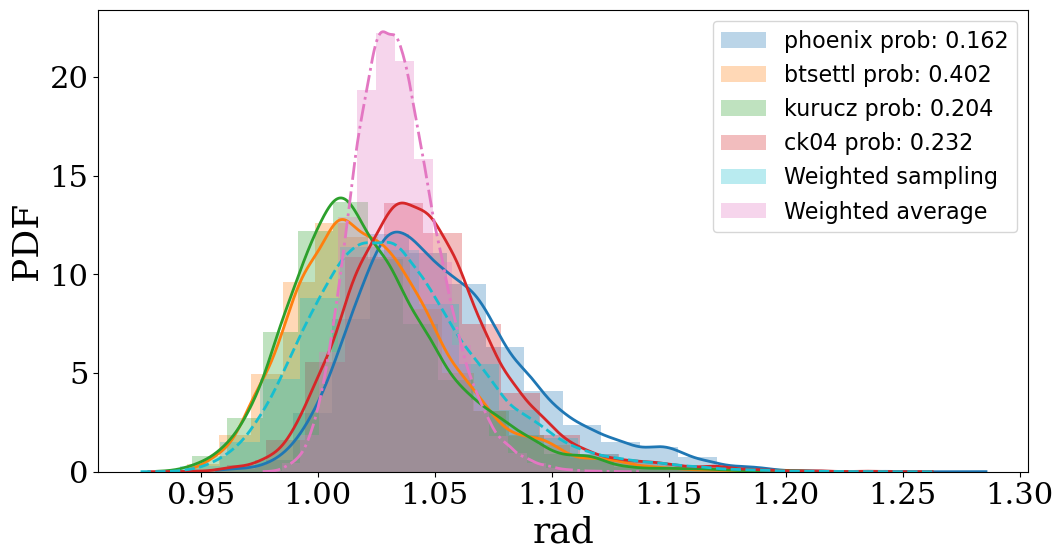 phoenix prob: 0.162
btsettl prob: 0.402
kurucz prob: 0.204
ck04 prob: 0.232
Weighted sampling
Weighted average
PDF
20
15
10
5
0
0.95 1.00 1.05 1.10 1.15 1.20 1.25 1.30
rad